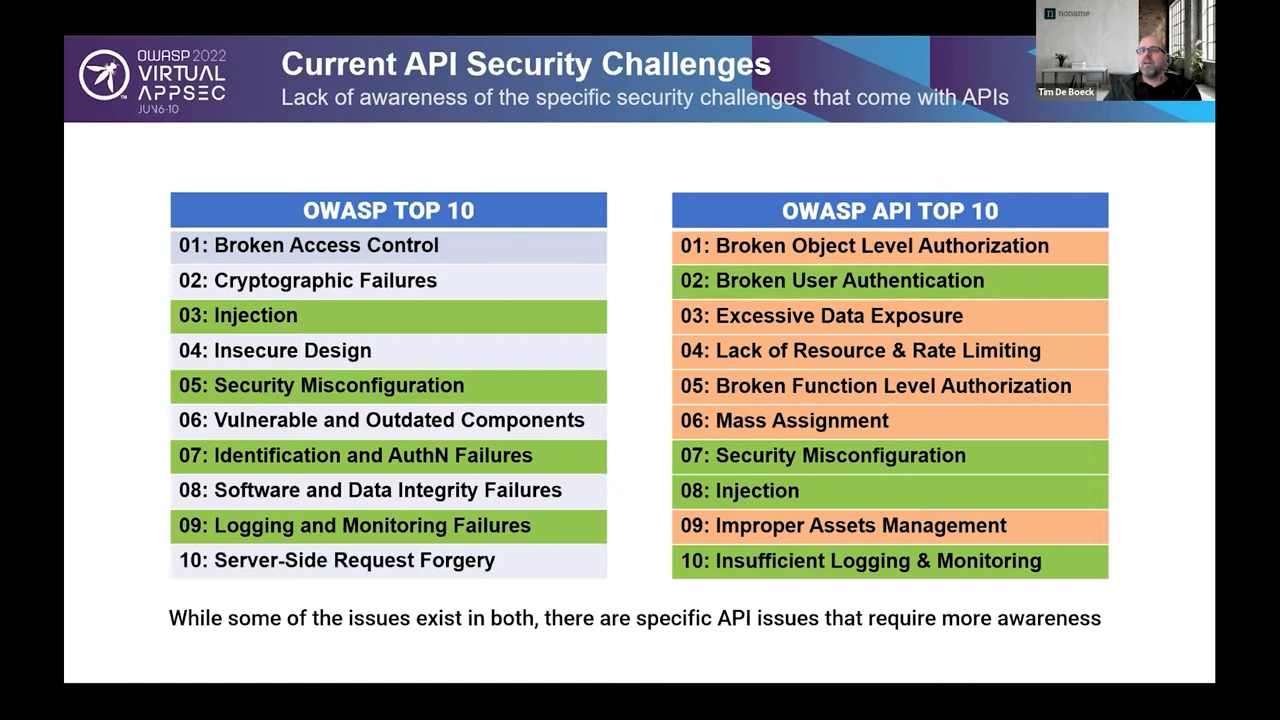 OWASP 2022
VIRTUAL
APPSEC
JUN 6-10
Current API Security Challenges
Lack of awareness of the specific security challenges that come with APIs
n noname
Tim De Boeck
OWASP TOP 10
01: Broken Access Control
02: Cryptographic Failures
03: Injection
04: Insecure Design
05: Security Misconfiguration
06: Vulnerable and Outdated Components
07: Identification and AuthN Failures
08: Software and Data Integrity Failures
09: Logging and Monitoring Failures
10: Server-Side Request Forgery
OWASP API TOP 10
01: Broken Object Level Authorization
02: Broken User Authentication
03: Excessive Data Exposure
04: Lack of Resource & Rate Limiting
05: Broken Function Level Authorization
06: Mass Assignment
07: Security Misconfiguration
08: Injection
09: Improper Assets Management
10: Insufficient Logging & Monitoring
While some of the issues exist in both, there are specific API issues that require more awareness